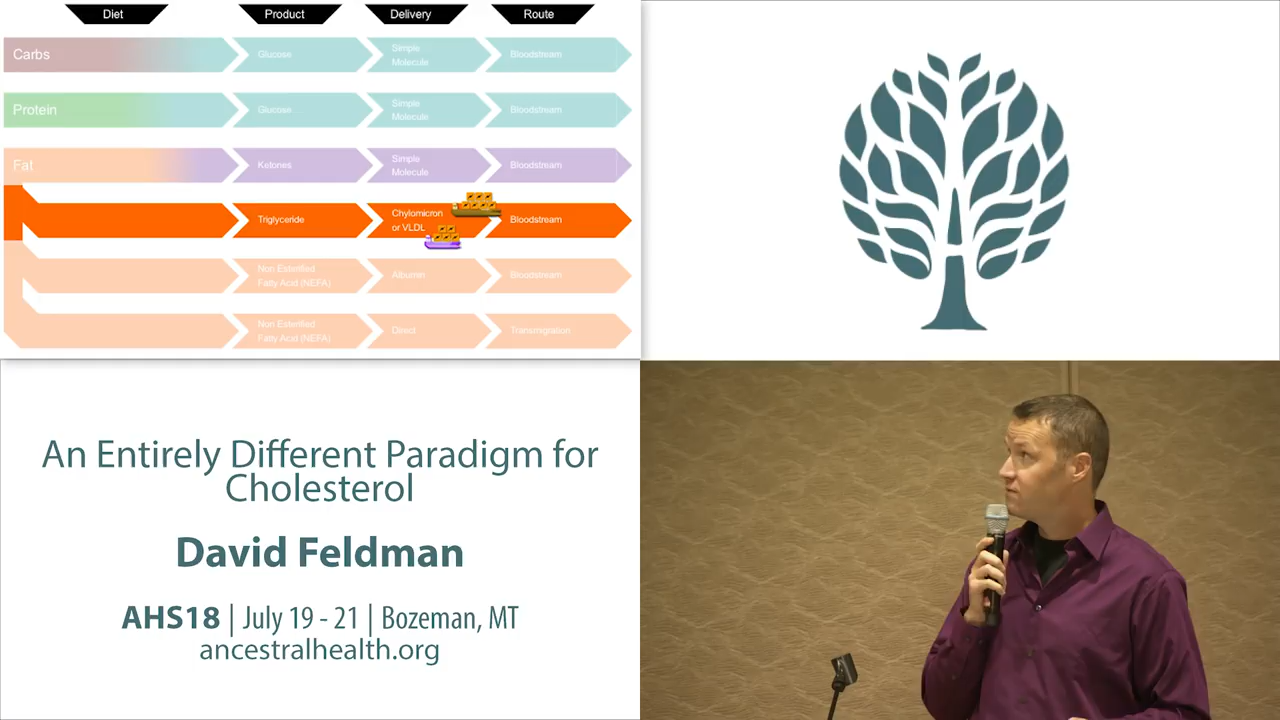 Diet Product Delivery Route
Carbs Glucose Simple Molecule Bloodstream
Protein Glucose Simple Molecule Bloodstream
Fat Ketones Simple Molecule Bloodstream
Triglyceride Chylomicron or VLDL Bloodstream
Non Esterified Fatty Acid (NEFA) Albumin Bloodstream
Non Esterified Fatty Acid (NEFA) Direct Transmigration
An Entirely Different Paradigm for
Cholesterol
David Feldman
AHS18 | July 19 - 21 | Bozeman, MT
ancestralhealth.org